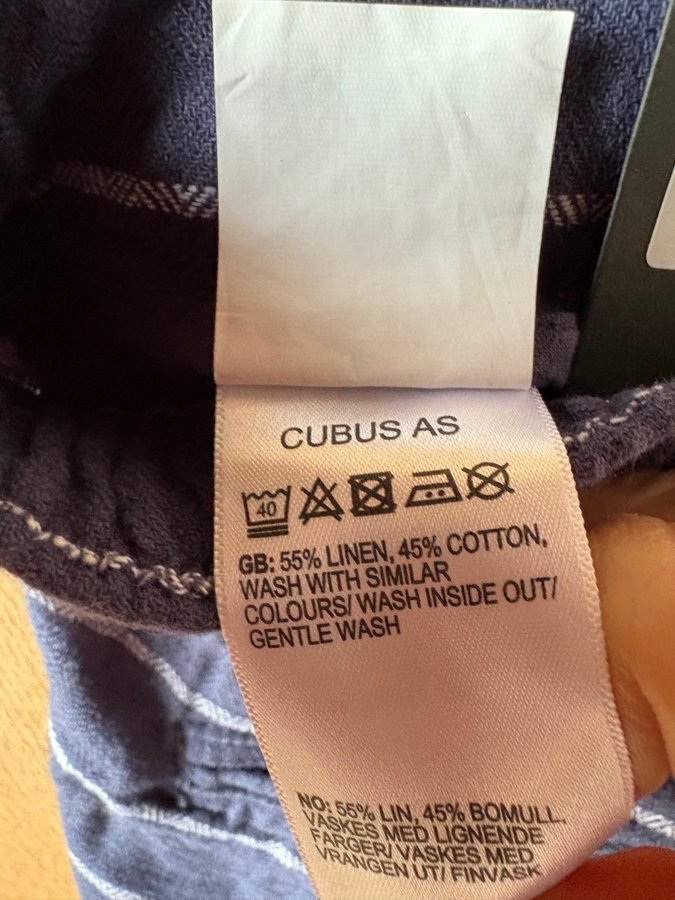 CUBUS AS
40
GB: 55% LINEN, 45% COTTON,
WASH WITH SIMILAR
COLOURS/ WASH INSIDE OUT/
GENTLE WASH
NO: 55% LIN, 45% BOMULL.
VASKES MED LIGNENDE
FARGER/ VASKES MED
VRANGEN UT/ FINVASK